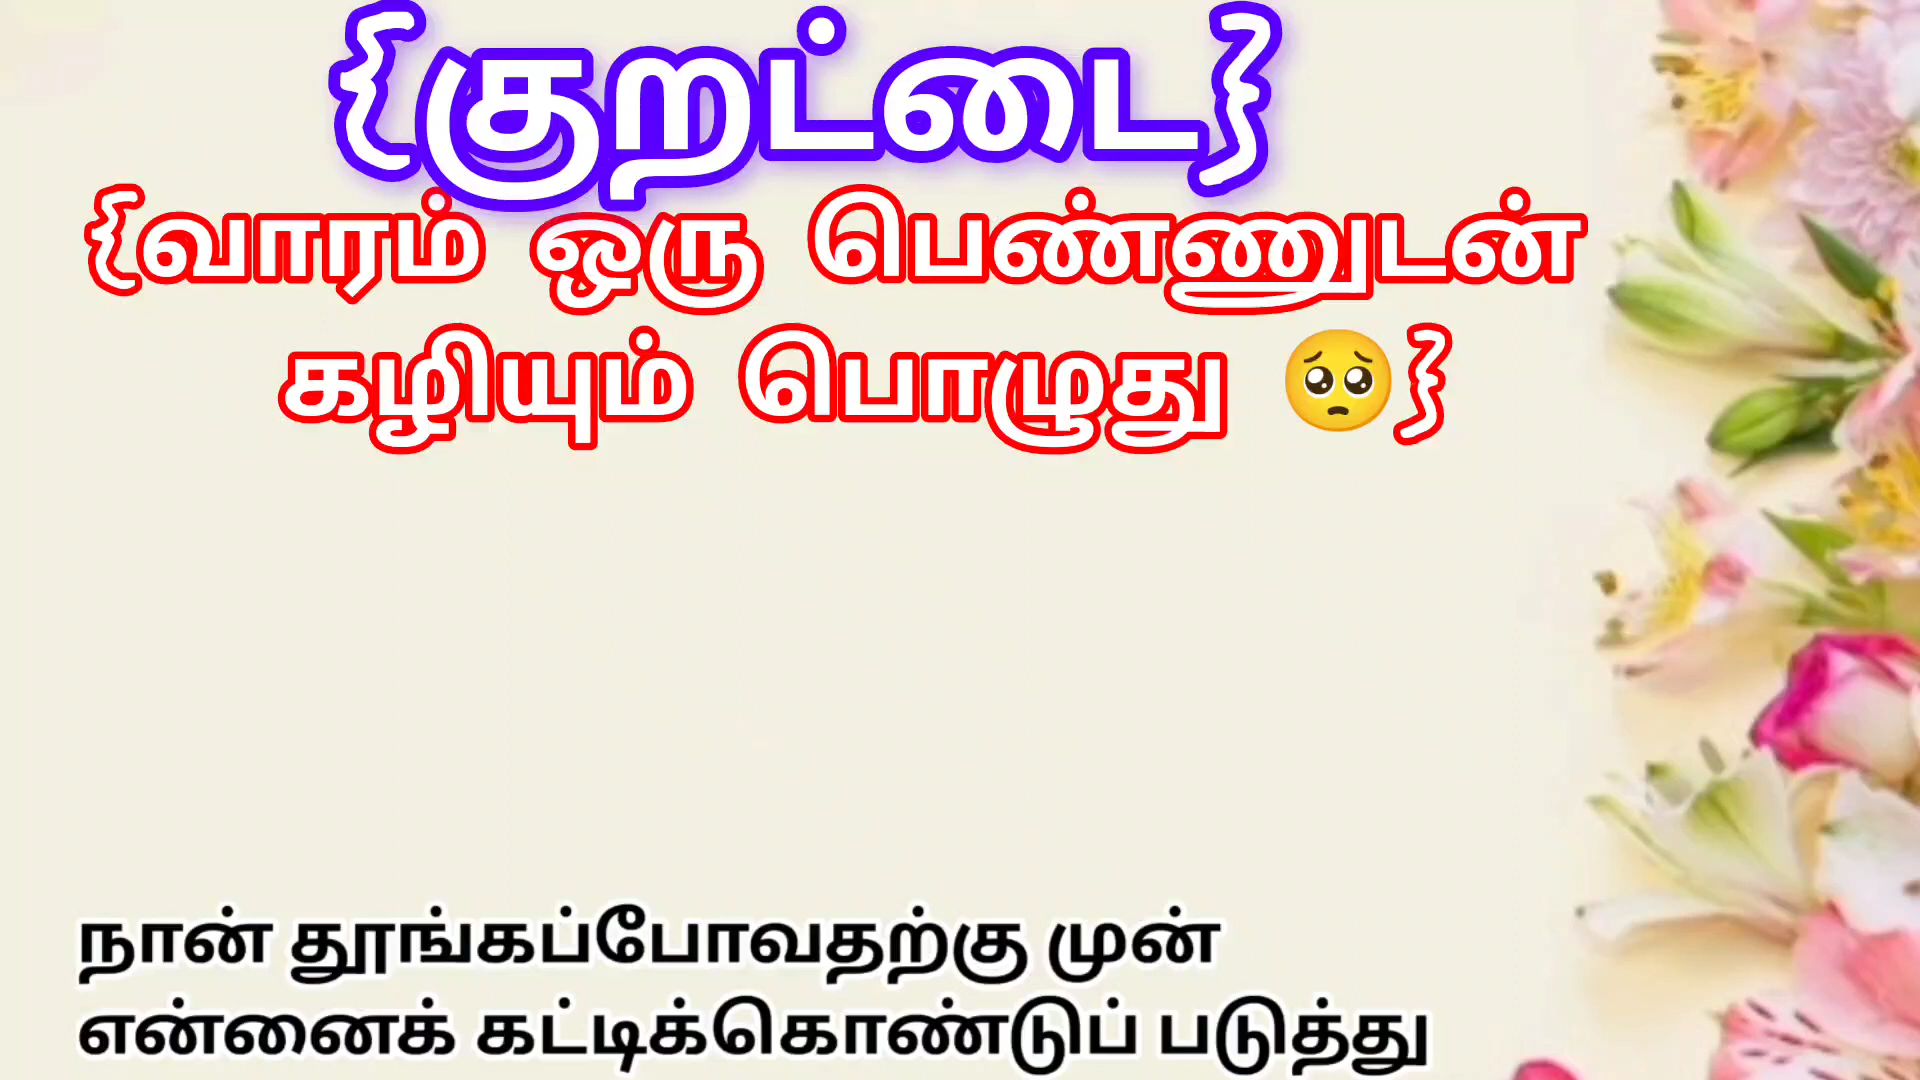 {குறட்டை}
{வாரம் ஒரு பெண்ணுடன்
கழியும் பொழுது 🥺}
நான் தூங்கப்போவதற்கு முன்
என்னைக் கட்டிக்கொண்டுப் படுத்து